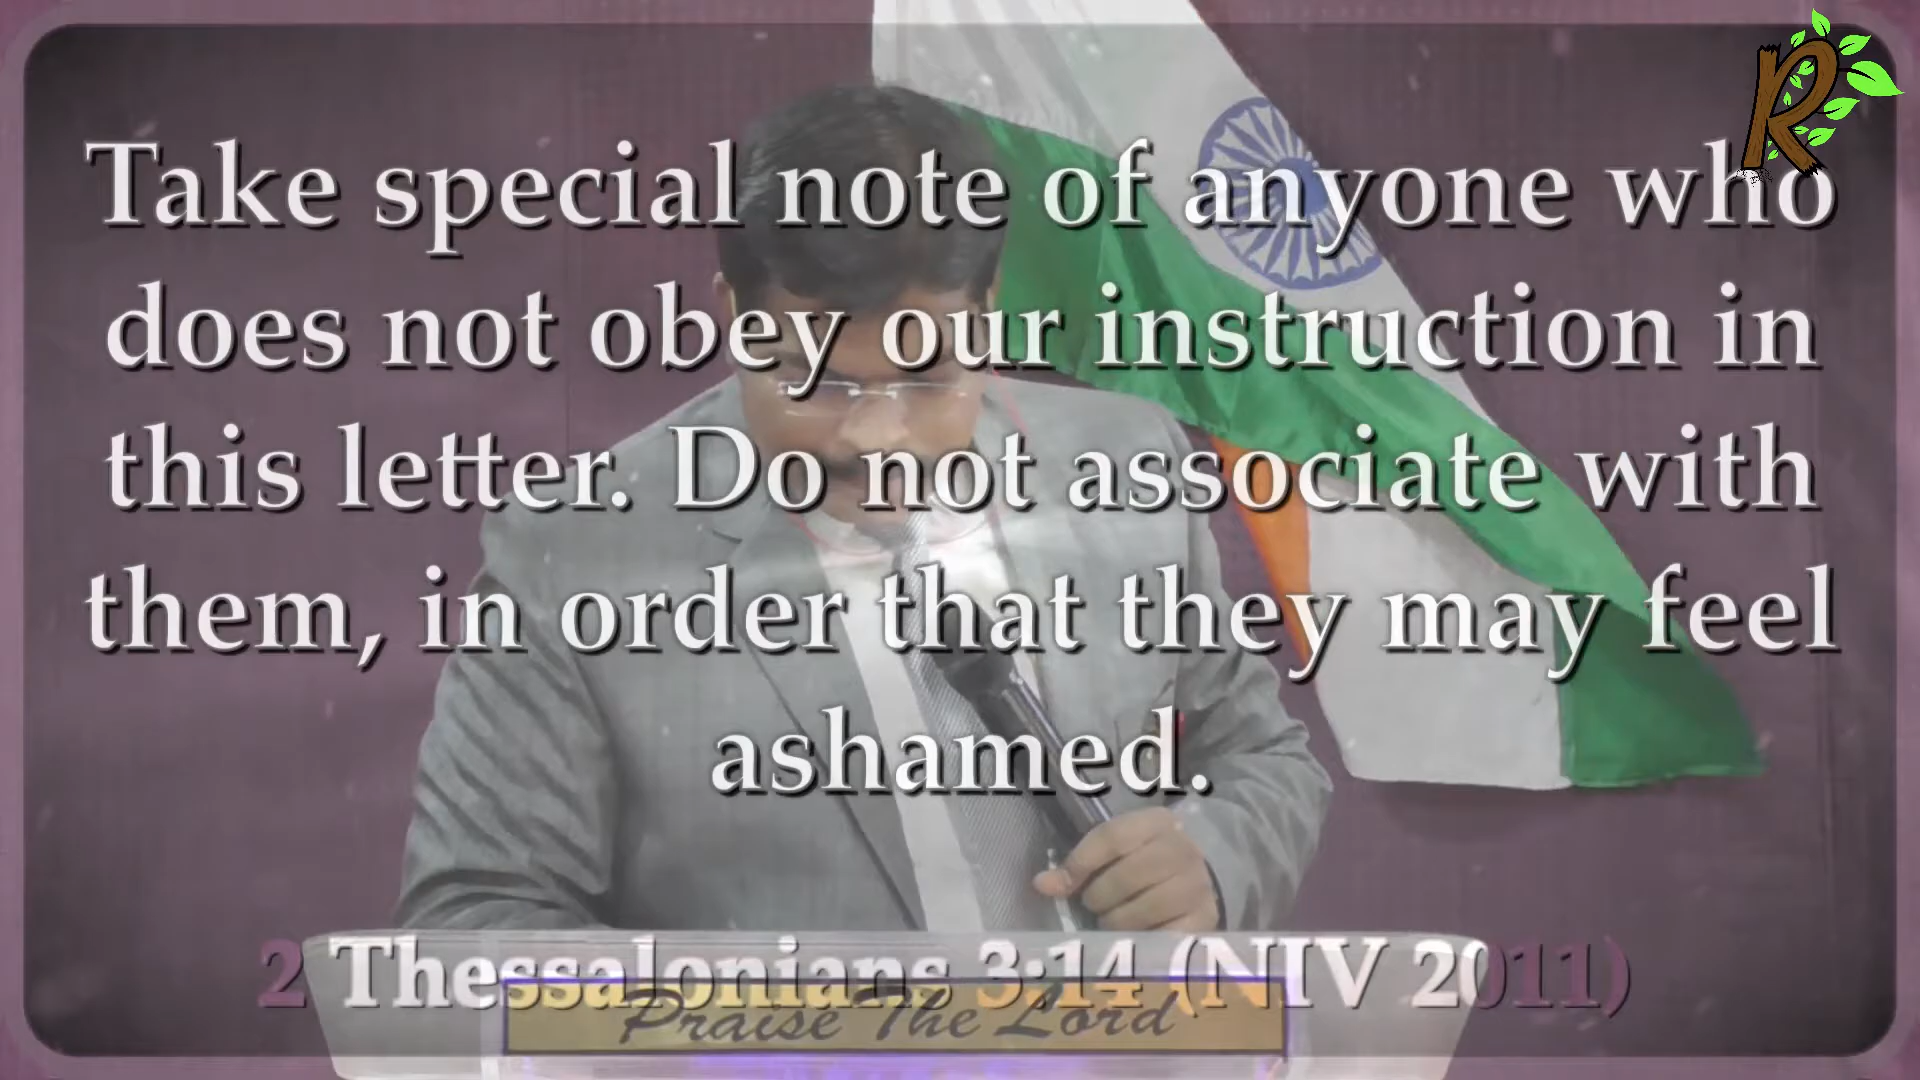 R
Take special note of anyone who
does not obey our instruction in
this letter. Do not associate with
them, in order that they may feel
ashamed.
2 Thessalonians 3:14 (NIV 2011)
Praise The Lord